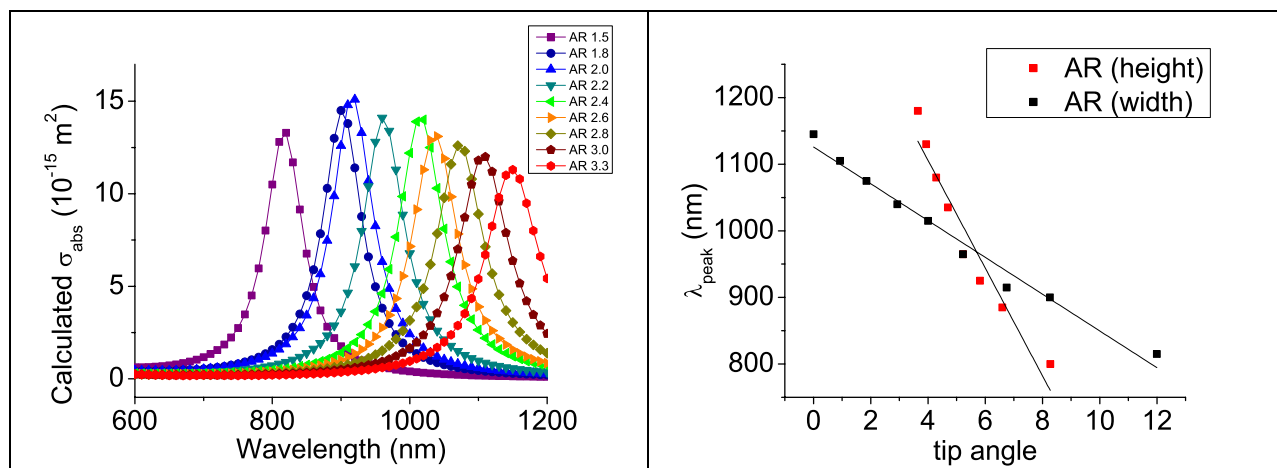 AR 1.5
AR 1.8
AR 2.0
AR 2.2
AR 2.4
AR 2.6
AR 2.8
AR 3.0
AR 3.3
15
10
5
0
600
800
1000
1200
Calculated σabs (10-15 m2)
Wavelength (nm)
AR (height)
AR (width)
1200
1100
1000
900
800
0
2
4
6
8
10
12
λpeak (nm)
tip angle